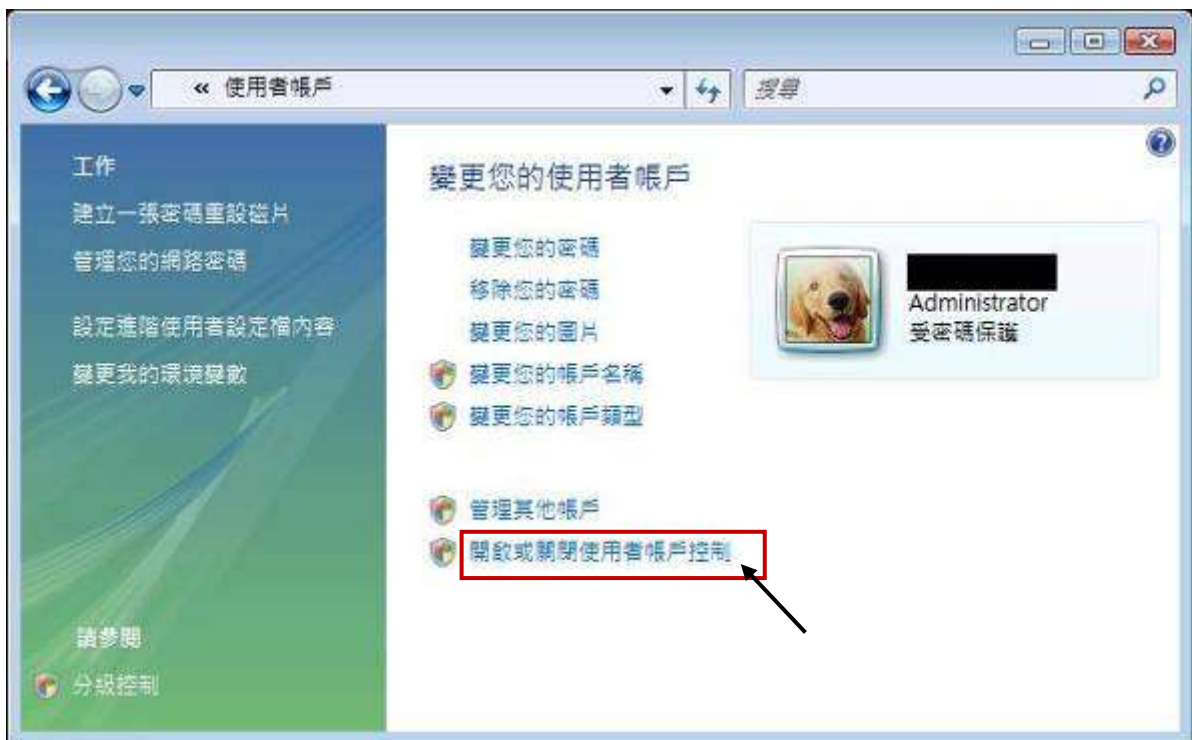 « 使用者帳戶
搜尋
工作
建立一張密碼重設磁片
管理您的網路密碼
設定進階使用者設定檔內容
變更我的環境變數
請參閱
分級控制
變更您的使用者帳戶
變更您的密碼
移除您的密碼
變更您的圖片
變更您的帳戶名稱
變更您的帳戶類型
管理其他帳戶
開啟或關閉使用者帳戶控制
Administrator
受密碼保護